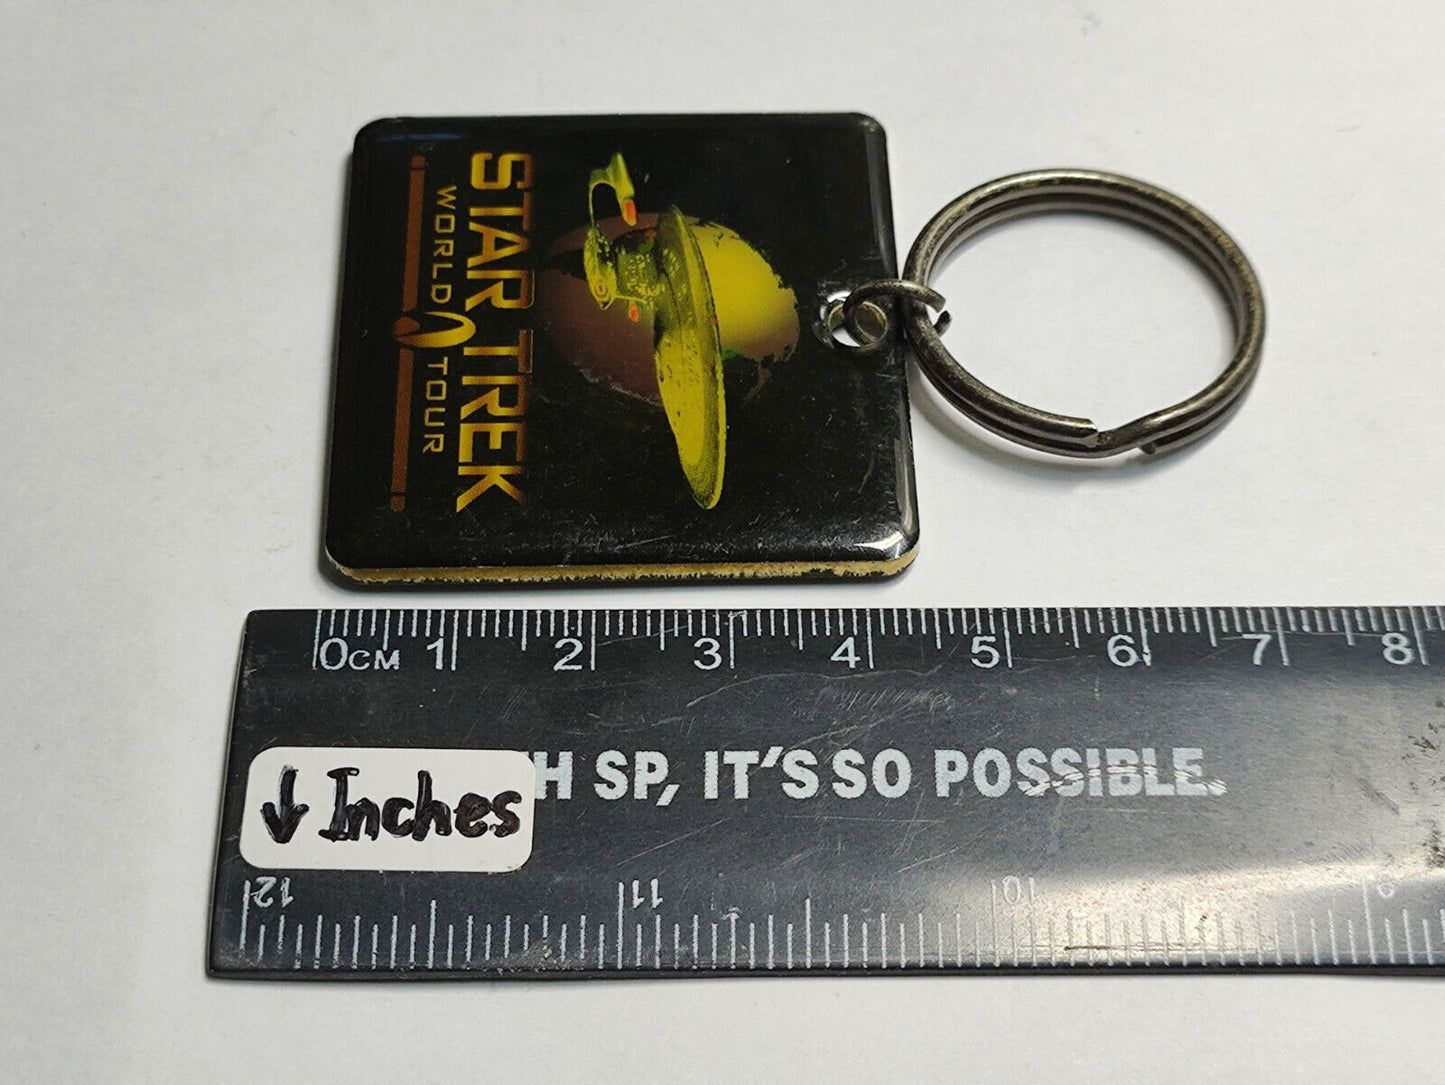 STAR TREK
WORLD TOUR
0CM 1 2 3 4 5 6 7 8
H SP, IT'S SO POSSIBLE.
↓ Inches
12 11 10 9